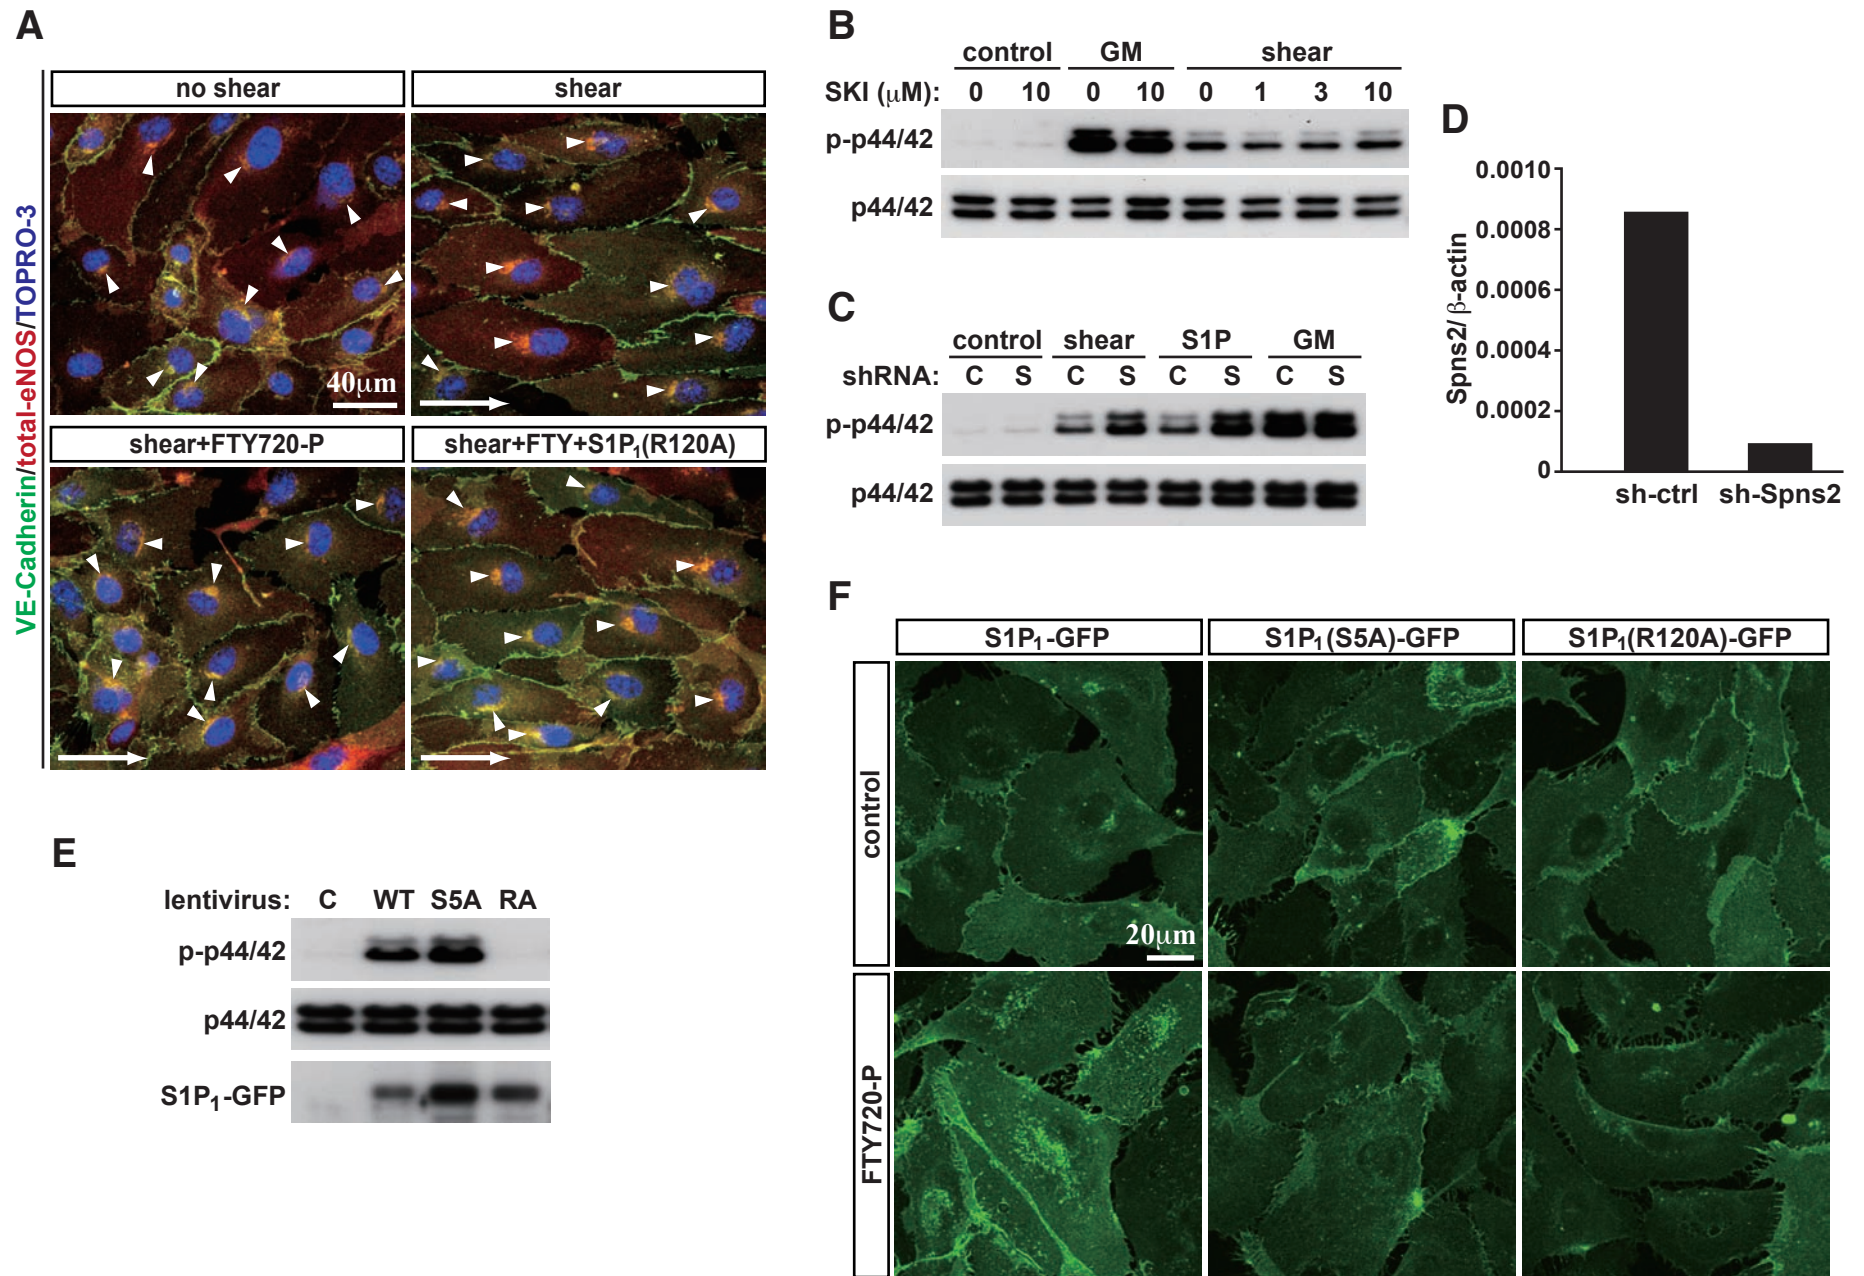 A
VE-Cadherin/total-eNOS/TOPRO-3
no shear
shear
40μm
shear+FTY720-P
shear+FTY+S1P1(R120A)
B
control GM shear
SKI (μM): 0 10 0 10 0 1 3 10
p-p44/42
p44/42
C
control shear S1P GM
shRNA: C S C S C S C S
p-p44/42
p44/42
D
Spns2/β-actin
0.0010
0.0008
0.0006
0.0004
0.0002
0
sh-ctrl sh-Spns2
E
lentivirus: C WT S5A RA
p-p44/42
p44/42
S1P1-GFP
F
S1P1-GFP
S1P1(S5A)-GFP
S1P1(R120A)-GFP
control
20μm
FTY720-P